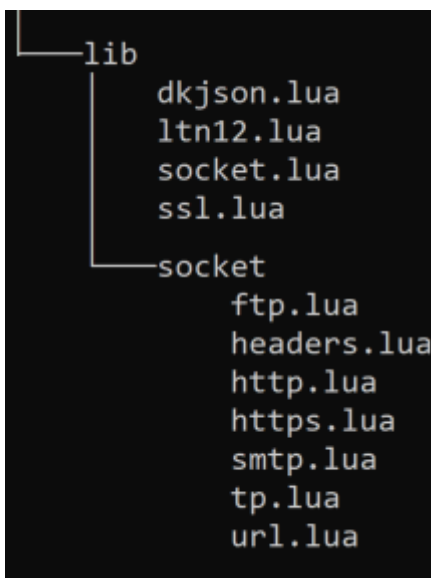 lib
dkjson.lua
ltn12.lua
socket.lua
ssl.lua
socket
ftp.lua
headers.lua
http.lua
https.lua
smtp.lua
tp.lua
url.lua